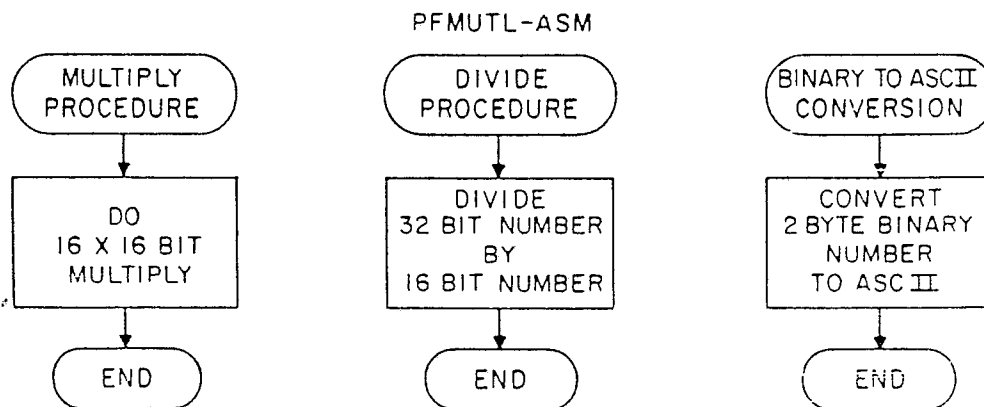 PFMUTL-ASM
MULTIPLY
PROCEDURE
DO
16 X 16 BIT
MULTIPLY
END
DIVIDE
PROCEDURE
DIVIDE
32 BIT NUMBER
BY
16 BIT NUMBER
END
BINARY TO ASCII
CONVERSION
CONVERT
2 BYTE BINARY
NUMBER
TO ASCII
END